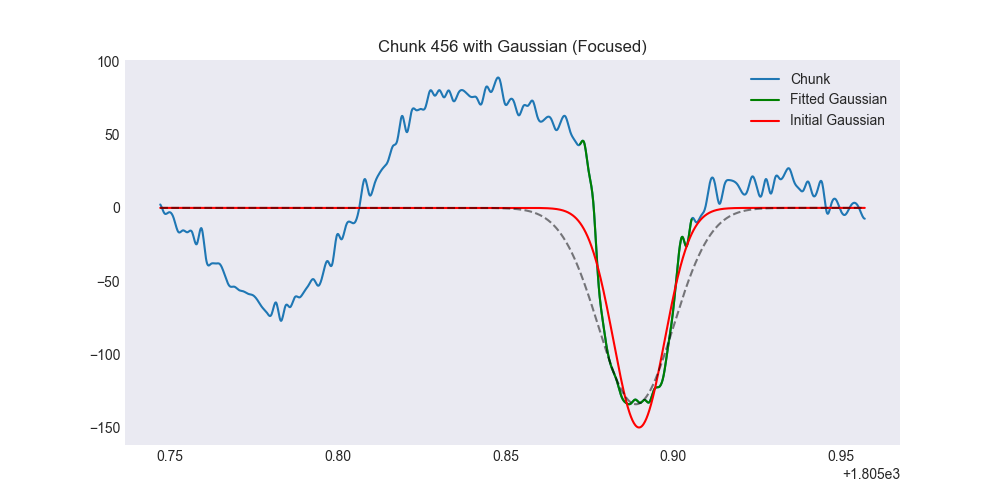 Chunk 456 with Gaussian (Focused)
Chunk
Fitted Gaussian
Initial Gaussian
100
50
0
−50
−100
−150
0.75 0.80 0.85 0.90 0.95
+1.805e3